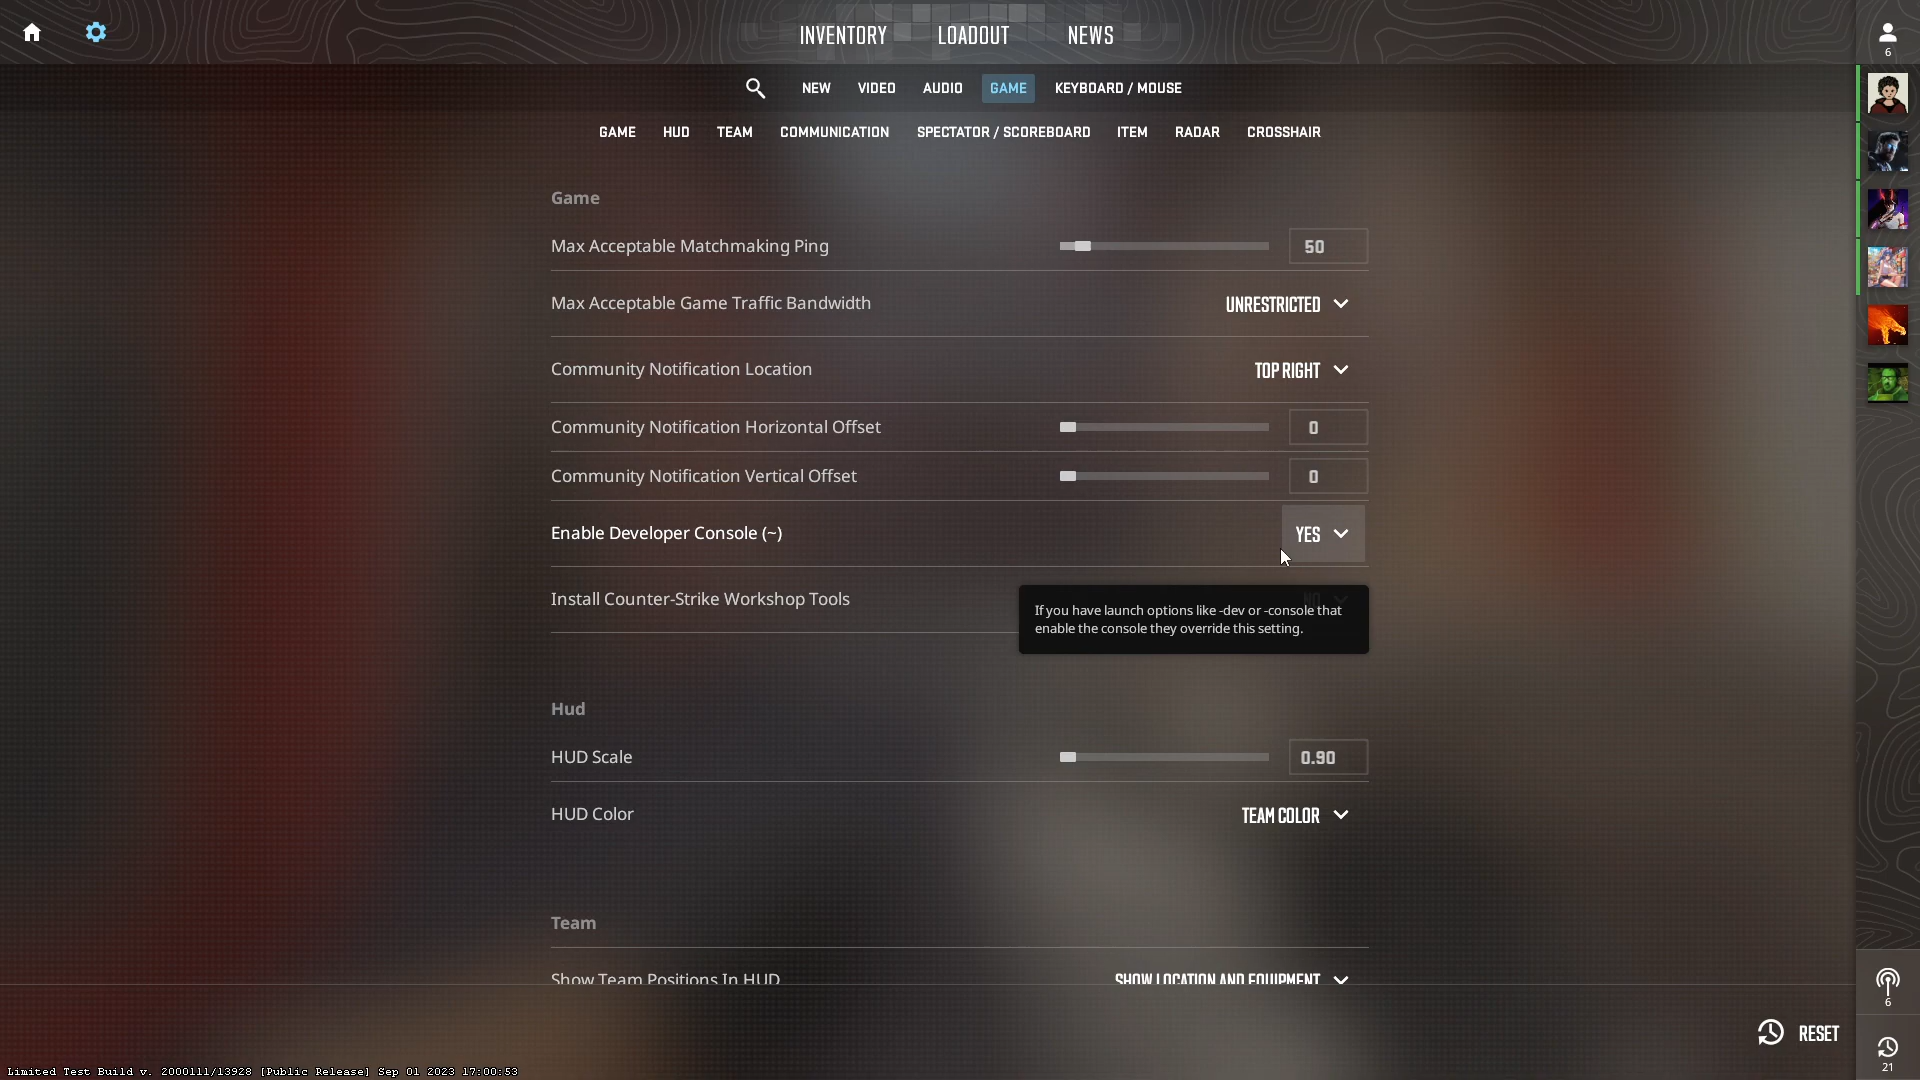 INVENTORY LOADOUT NEWS
6
NEW VIDEO AUDIO GAME KEYBOARD / MOUSE
GAME HUD TEAM COMMUNICATION SPECTATOR / SCOREBOARD ITEM RADAR CROSSHAIR
Game
Max Acceptable Matchmaking Ping 50
Max Acceptable Game Traffic Bandwidth UNRESTRICTED
Community Notification Location TOP RIGHT
Community Notification Horizontal Offset 0
Community Notification Vertical Offset 0
Enable Developer Console (~) YES
Install Counter-Strike Workshop Tools NO
If you have launch options like -dev or -console that
enable the console they override this setting.
Hud
HUD Scale 0.90
HUD Color TEAM COLOR
Team
Show Team Positions In HUD SHOW LOCATION AND EQUIPMENT
6
RESET
21
Limited Test Build v. 2000111/13928 [Public Release] Sep 01 2023 17:00:53